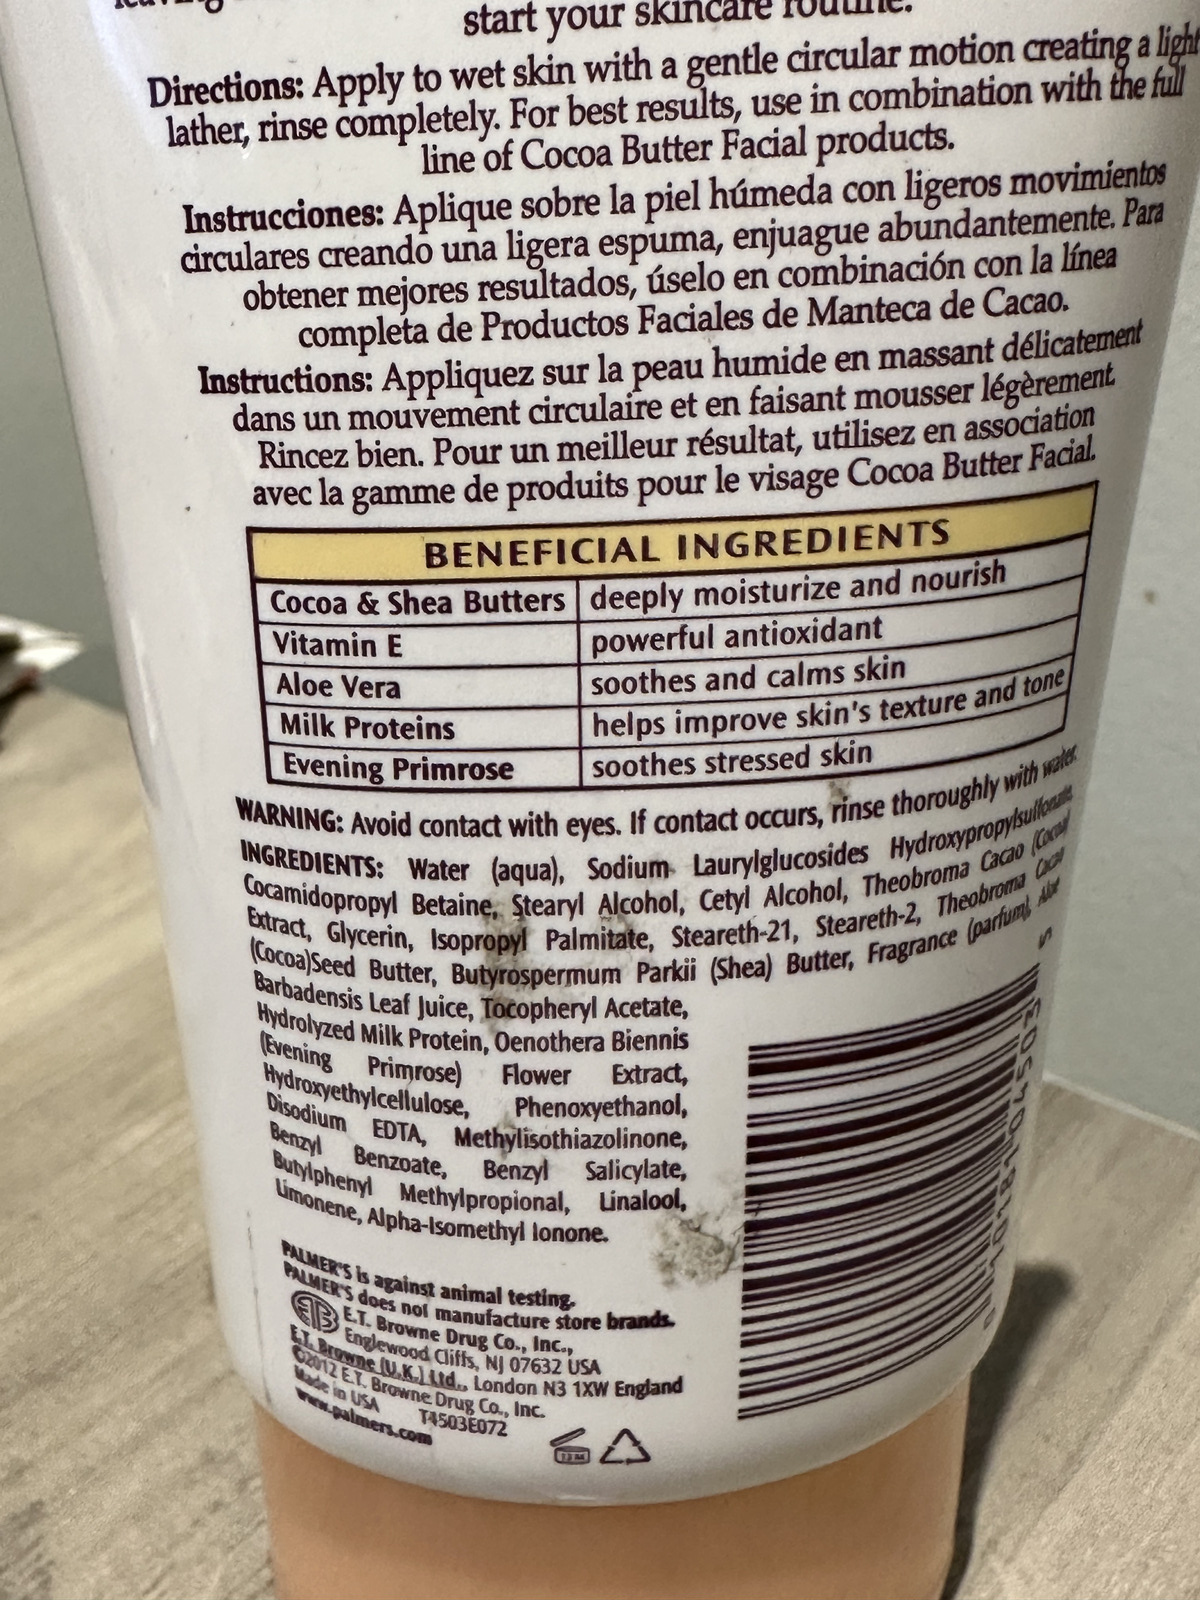 start your skincare routine.
Directions: Apply to wet skin with a gentle circular motion creating a light
lather, rinse completely. For best results, use in combination with the full
line of Cocoa Butter Facial products.
Instrucciones: Aplique sobre la piel húmeda con ligeros movimientos
circulares creando una ligera espuma, enjuague abundantemente. Para
obtener mejores resultados, úselo en combinación con la línea
completa de Productos Faciales de Manteca de Cacao.
Instructions: Appliquez sur la peau humide en massant délicatement
dans un mouvement circulaire et en faisant mousser légèrement.
Rincez bien. Pour un meilleur résultat, utilisez en association
avec la gamme de produits pour le visage Cocoa Butter Facial.
BENEFICIAL INGREDIENTS
Cocoa & Shea Butters deeply moisturize and nourish
Vitamin E powerful antioxidant
Aloe Vera soothes and calms skin
Milk Proteins helps improve skin's texture and tone
Evening Primrose soothes stressed skin
WARNING: Avoid contact with eyes. If contact occurs, rinse thoroughly with water.
INGREDIENTS: Water (aqua), Sodium Laurylglucosides Hydroxypropylsulfonate,
Cocamidopropyl Betaine, Stearyl Alcohol, Cetyl Alcohol, Theobroma Cacao (Cocoa)
Extract, Glycerin, Isopropyl Palmitate, Steareth-21, Steareth-2, Theobroma Cacao
(Cocoa)Seed Butter, Butyrospermum Parkii (Shea) Butter, Fragrance (parfum), Aloe
Barbadensis Leaf Juice, Tocopheryl Acetate,
Hydrolyzed Milk Protein, Oenothera Biennis
(Evening Primrose) Flower Extract,
Hydroxyethylcellulose, Phenoxyethanol,
Disodium EDTA, Methylisothiazolinone,
Benzyl Benzoate, Benzyl Salicylate,
Butylphenyl Methylpropional, Linalool,
Limonene, Alpha-Isomethyl Ionone.
PALMER'S is against animal testing.
PALMER'S does not manufacture store brands.
E.T. Browne Drug Co., Inc.,
Englewood Cliffs, NJ 07632 USA
E.T. Browne (U.K.) Ltd., London N3 1XW England
©2012 E.T. Browne Drug Co., Inc.
Made in USA T4503E072
www.palmers.com
12 M